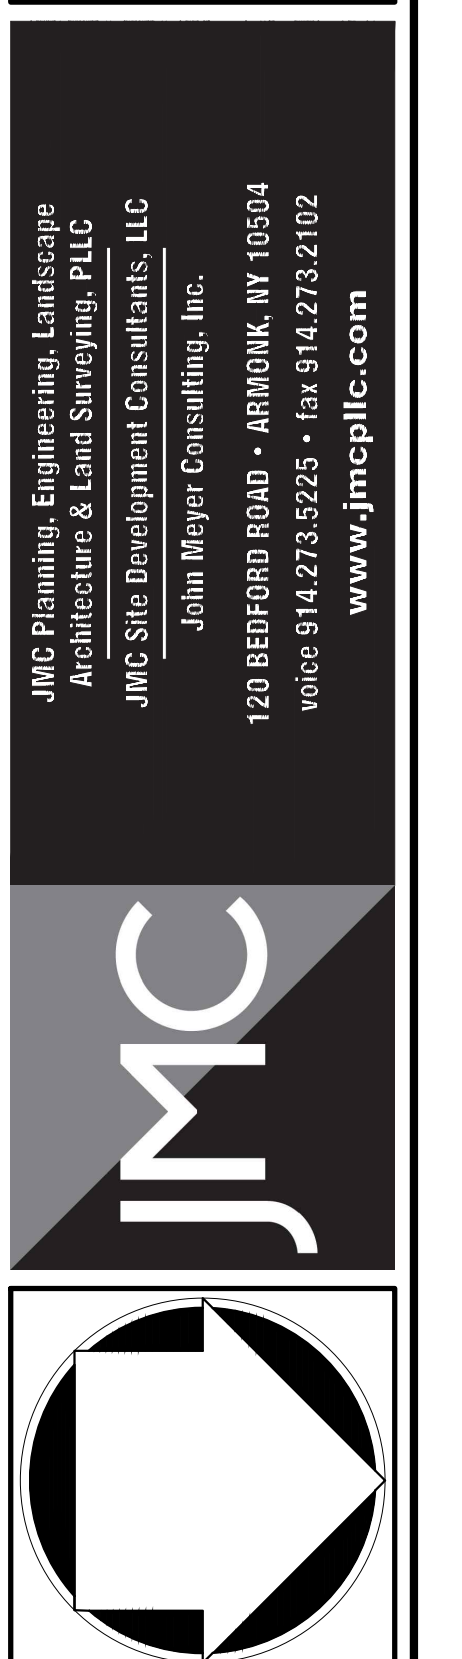 JMC Planning, Engineering, Landscape
Architecture & Land Surveying, PLLC
JMC Site Development Consultants, LLC
John Meyer Consulting, Inc.
120 BEDFORD ROAD • ARMONK, NY 10504
voice 914.273.5225 • fax 914.273.2102
www.jmcpllc.com
JMC